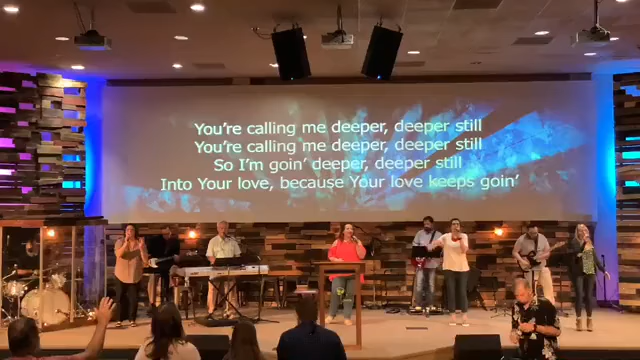 You're calling me deeper, deeper still
You're calling me deeper, deeper still
So I'm goin' deeper, deeper still
Into Your love, because Your love keeps goin'